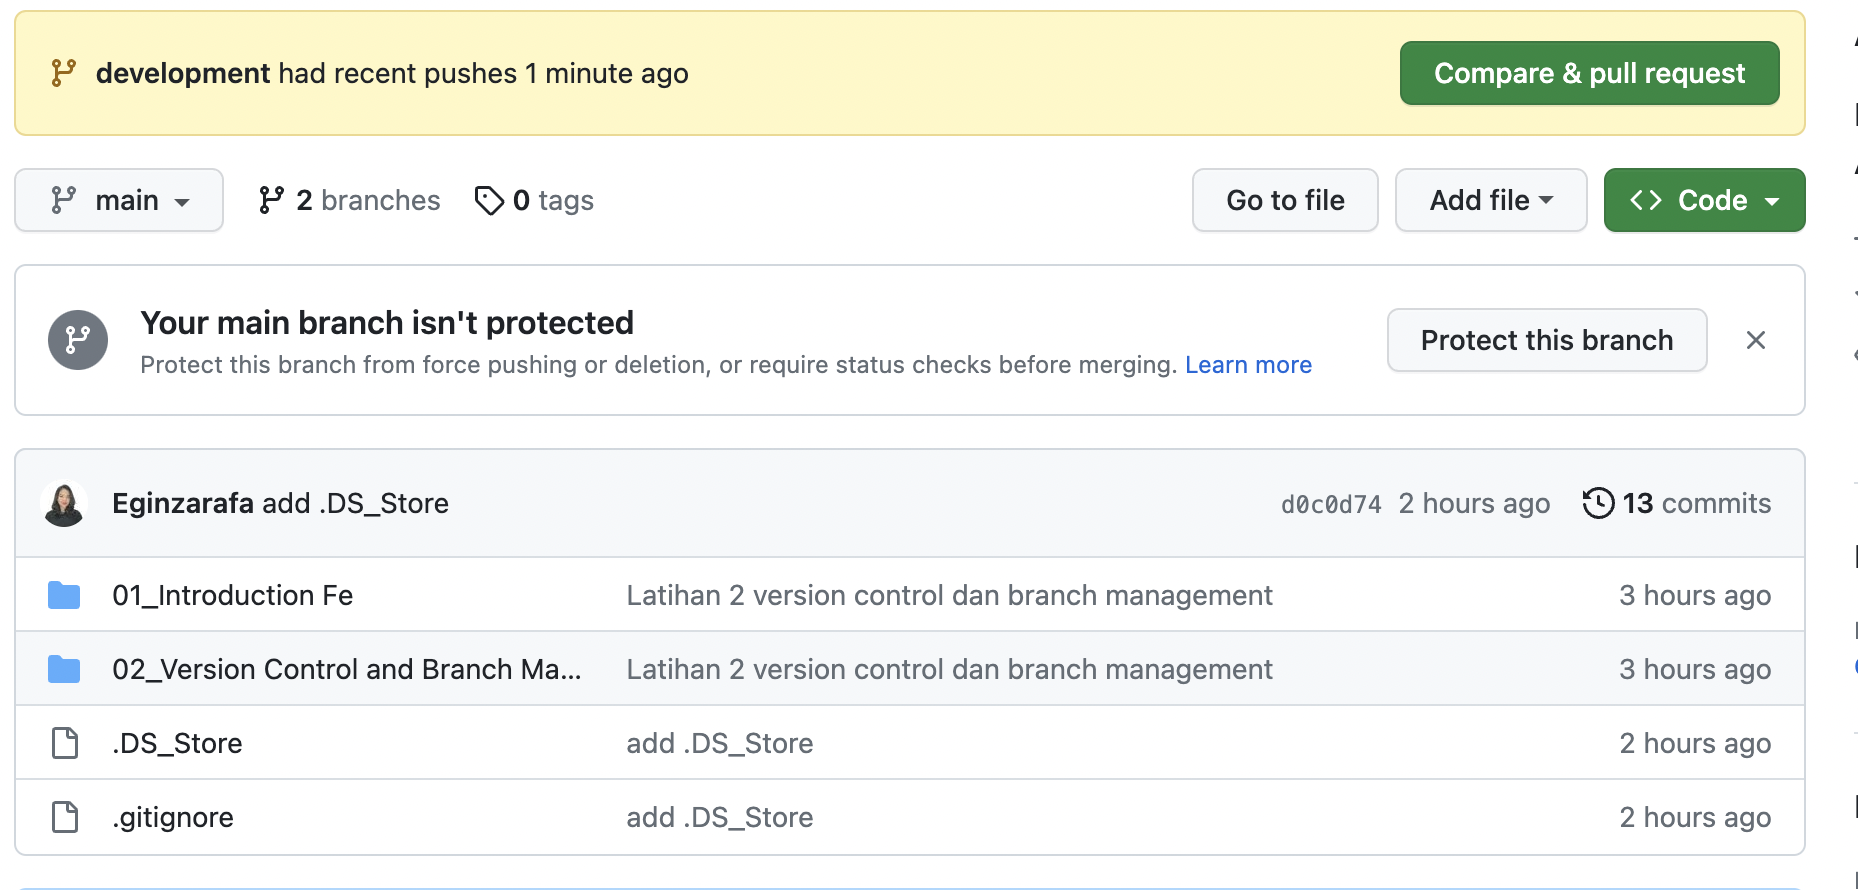 development had recent pushes 1 minute ago
Compare & pull request
main
2 branches
0 tags
Go to file
Add file
Code
Your main branch isn't protected
Protect this branch from force pushing or deletion, or require status checks before merging. Learn more
Protect this branch
Eginzarafa add .DS_Store
d0c0d74 2 hours ago
13 commits
01_Introduction Fe
Latihan 2 version control dan branch management
3 hours ago
02_Version Control and Branch Ma...
Latihan 2 version control dan branch management
3 hours ago
.DS_Store
add .DS_Store
2 hours ago
.gitignore
add .DS_Store
2 hours ago